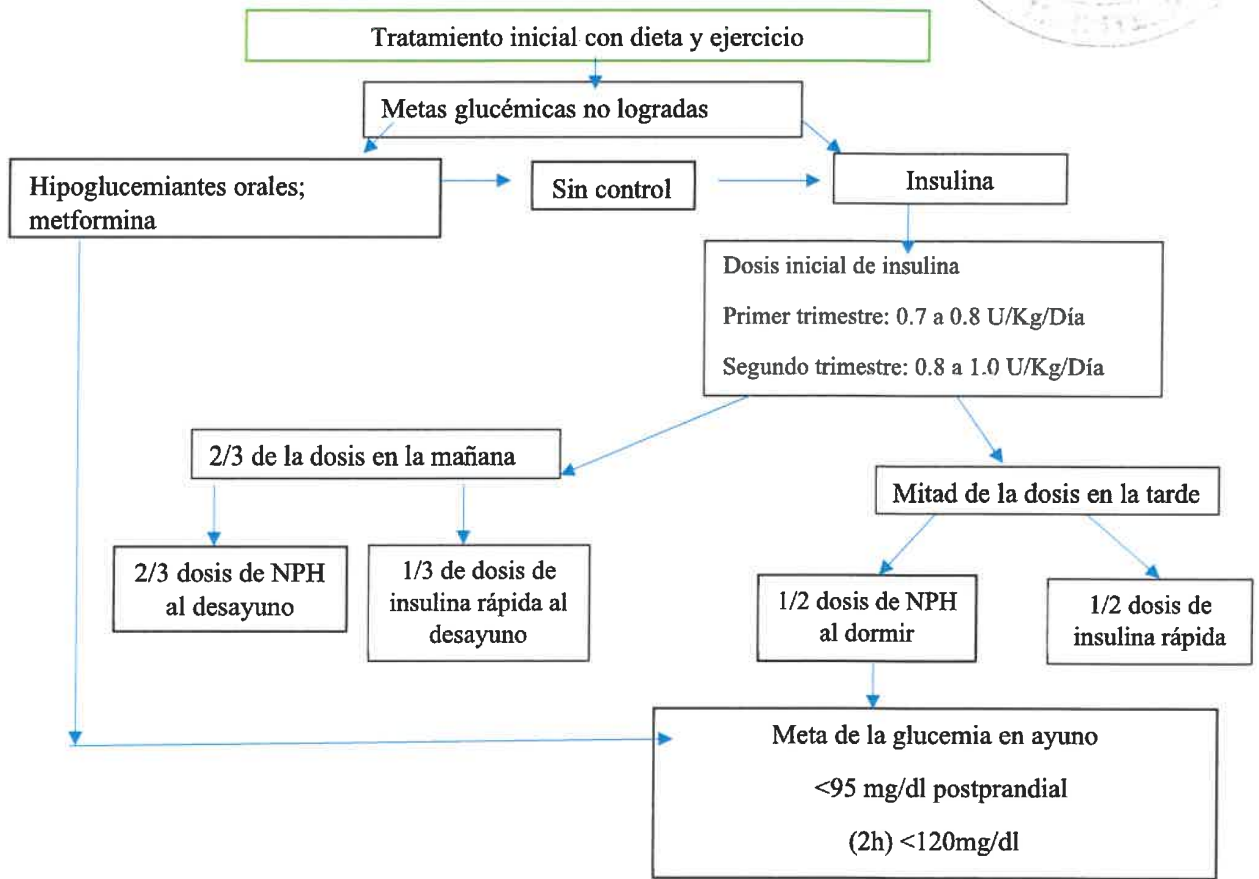 Tratamiento inicial con dieta y ejercicio
Metas glucémicas no logradas
Hipoglucemiantes orales;
metformina
Sin control
Insulina
Dosis inicial de insulina
Primer trimestre: 0.7 a 0.8 U/Kg/Día
Segundo trimestre: 0.8 a 1.0 U/Kg/Día
2/3 de la dosis en la mañana
Mitad de la dosis en la tarde
2/3 dosis de NPH
al desayuno
1/3 de dosis de
insulina rápida al
desayuno
1/2 dosis de NPH
al dormir
1/2 dosis de
insulina rápida
Meta de la glucemia en ayuno
<95 mg/dl postprandial
(2h) <120mg/dl